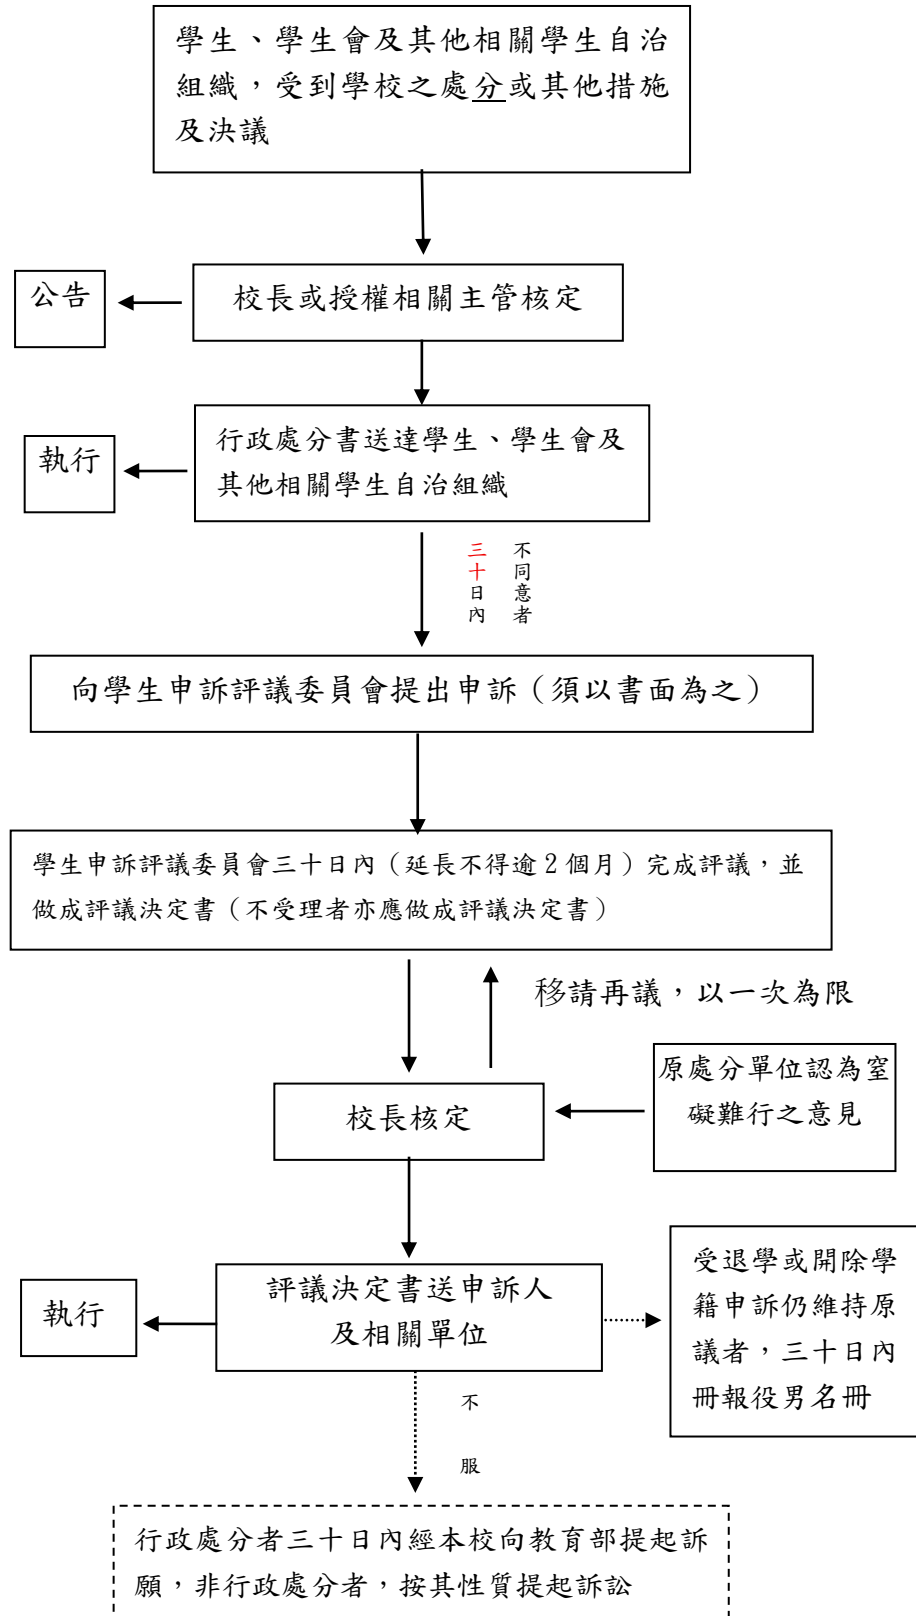 學生、學生會及其他相關學生自治
組織，受到學校之處分或其他措施
及決議
公告
校長或授權相關主管核定
執行
行政處分書送達學生、學生會及
其他相關學生自治組織
不同意者
三十日內
向學生申訴評議委員會提出申訴（須以書面為之）
學生申訴評議委員會三十日內（延長不得逾2個月）完成評議，並
做成評議決定書（不受理者亦應做成評議決定書）
移請再議，以一次為限
原處分單位認為窒
礙難行之意見
校長核定
執行
評議決定書送申訴人
及相關單位
受退學或開除學
籍申訴仍維持原
議者，三十日內
冊報役男名冊
不服
行政處分者三十日內經本校向教育部提起訴
願，非行政處分者，按其性質提起訴訟